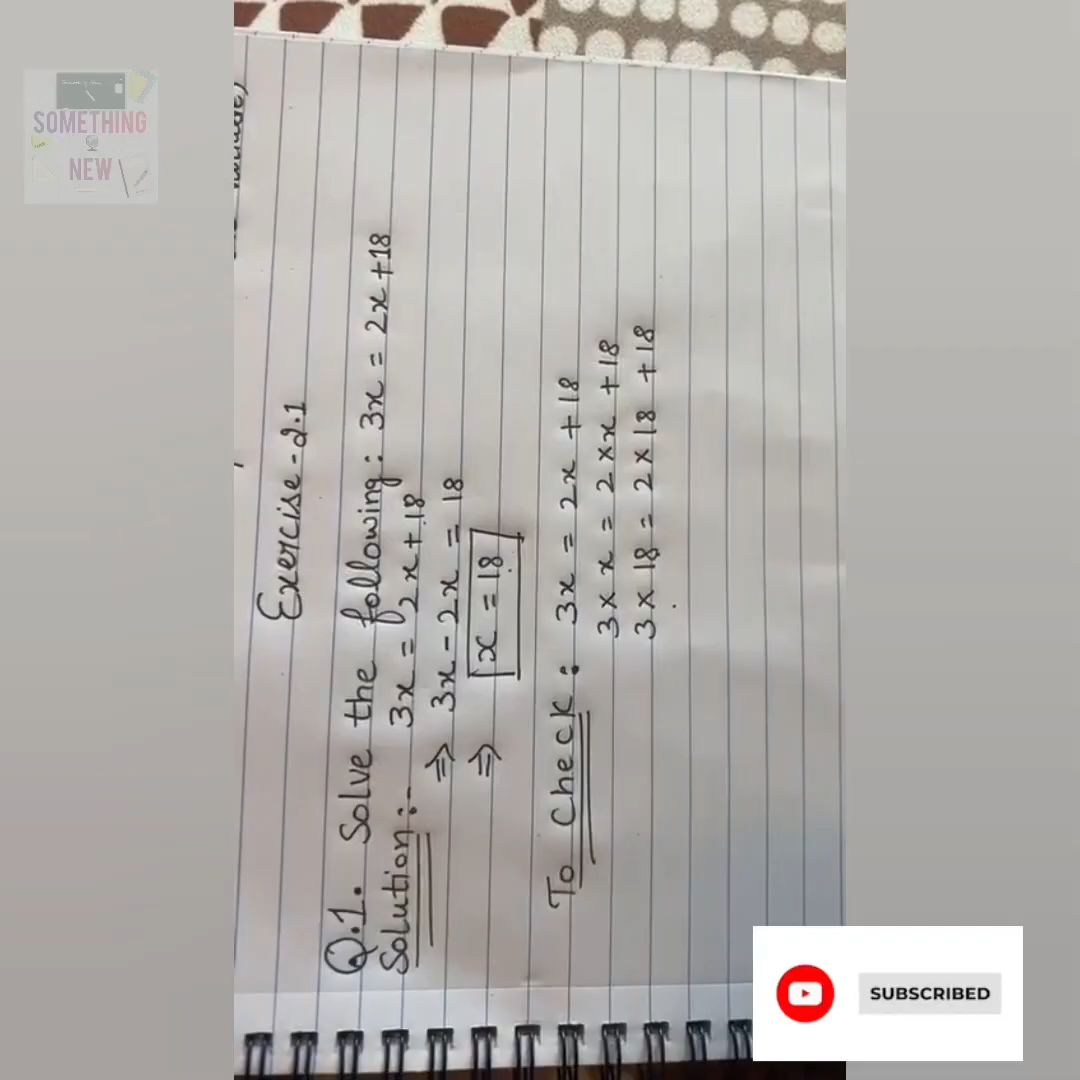 SOMETHING
NEW
Exercise-2.1
Q.1. Solve the following: 3x = 2x +18
Solution:- 3x = 2x+18
⇒ 3x-2x = 18
⇒ x = 18
To Check: 3x = 2x +18
3×x = 2×x +18
3×18 = 2×18 +18
SUBSCRIBED